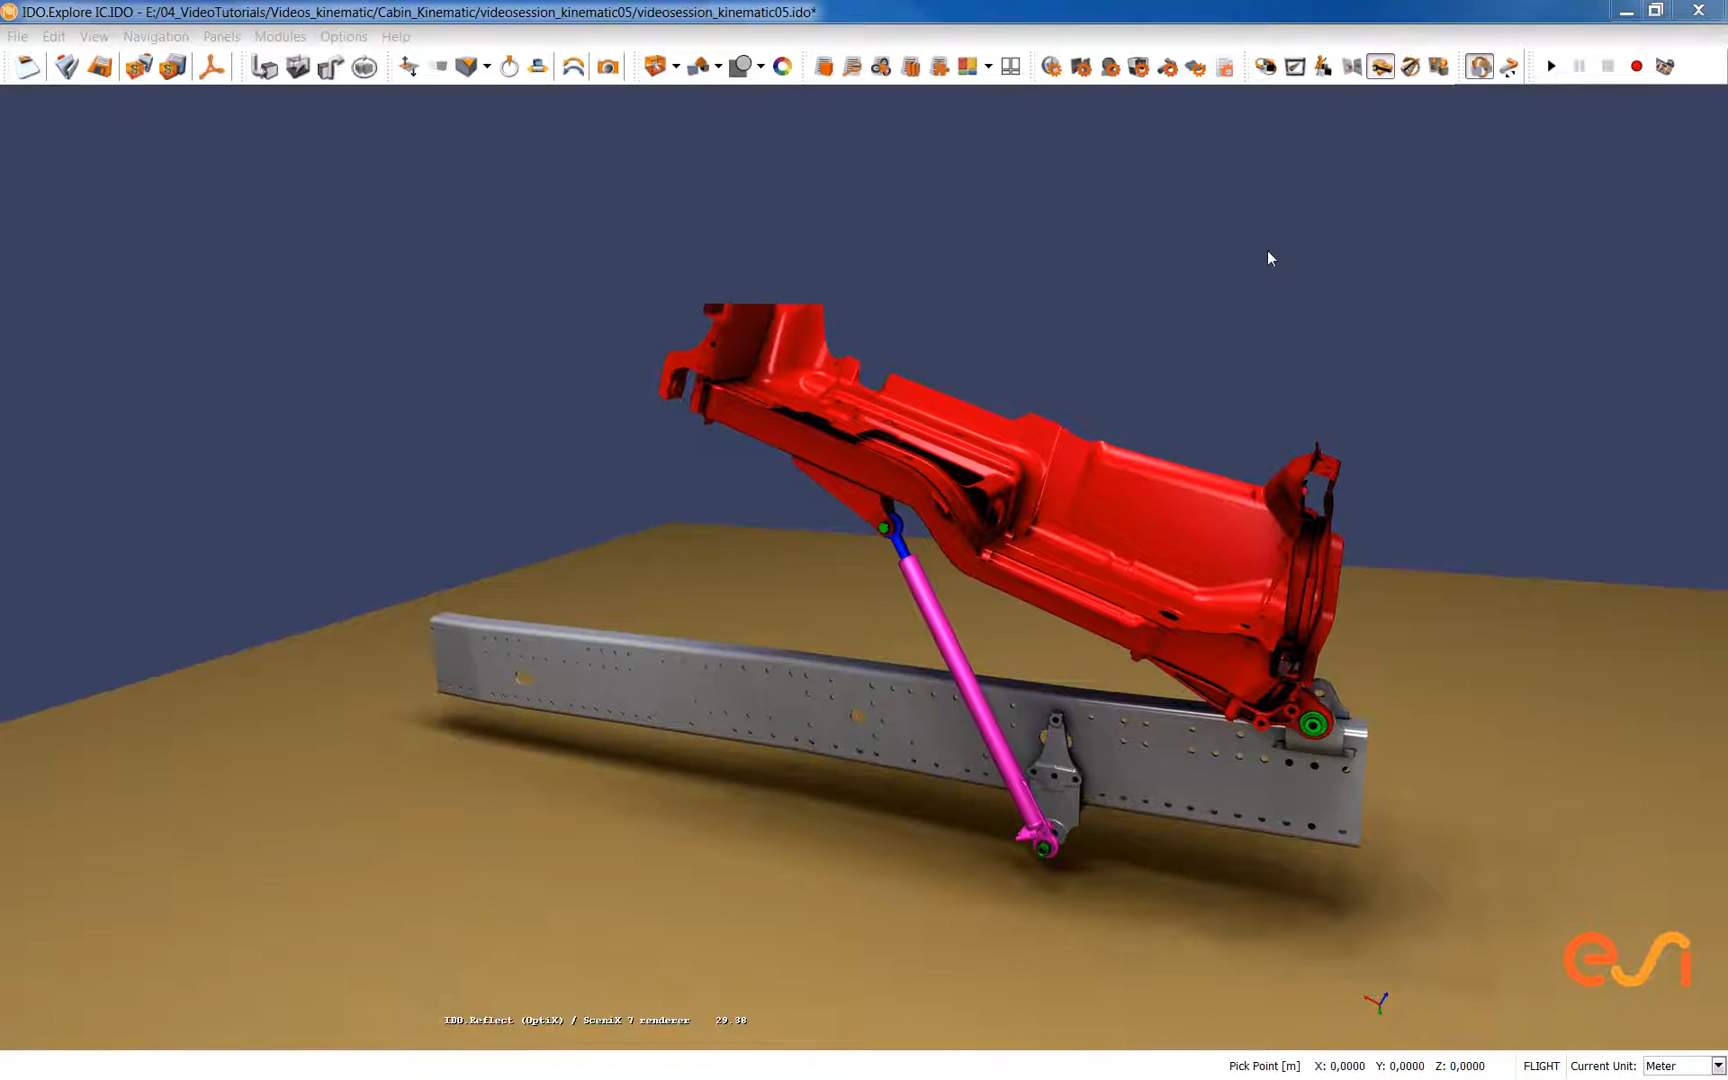 IDO.Explore IC.IDO - E:/04_VideoTutorials/Videos_kinematic/Cabin_Kinematic/videosession_kinematic05/videosession_kinematic05.ido*
File Edit View Navigation Panels Modules Options Help
esi
IDO.Reflect (OptiX) / SceniX 7 renderer 29.38
Pick Point [m] X: 0,0000 Y: 0,0000 Z: 0,0000 FLIGHT Current Unit: Meter